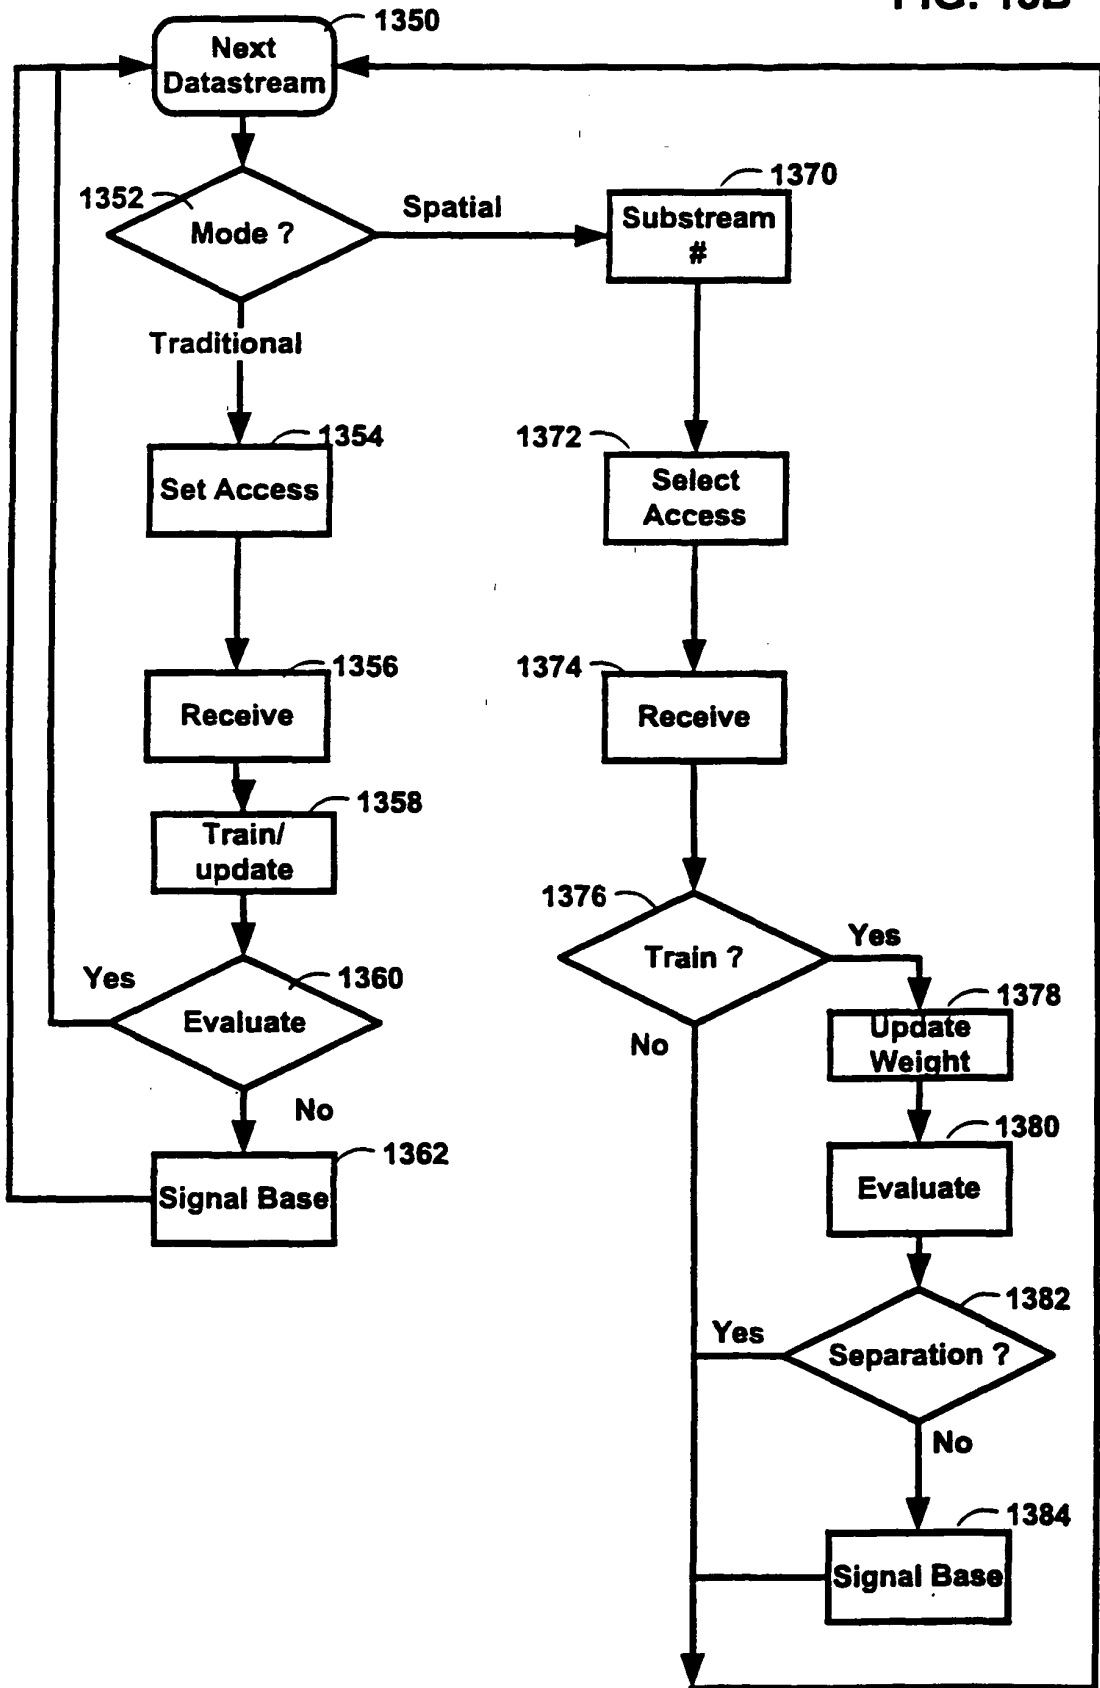 1350
Next
Datastream
1352
Mode ?
Spatial
1370
Substream
#
Traditional
1354
Set Access
1372
Select
Access
1356
Receive
1374
Receive
1358
Train/
update
1376
Train ?
Yes
Yes
1360
Evaluate
1378
Update
Weight
No
No
1380
Evaluate
1362
Signal Base
1382
Separation ?
Yes
No
1384
Signal Base